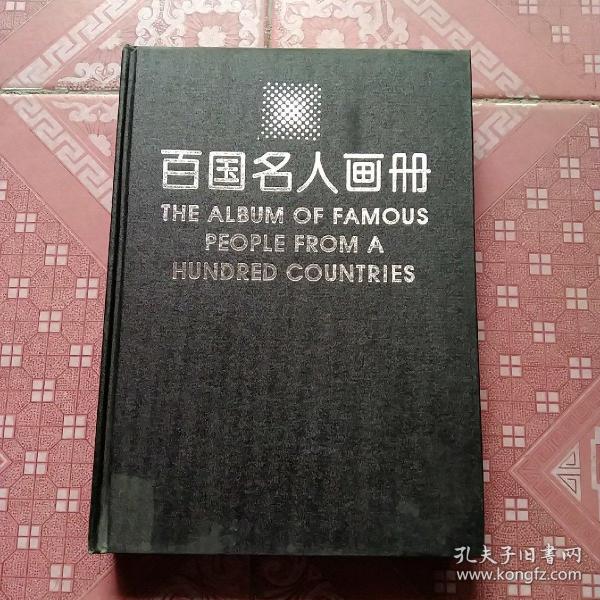 百国名人画册
THE ALBUM OF FAMOUS
PEOPLE FROM A
HUNDRED COUNTRIES
孔夫子旧書网
www.kongfz.com